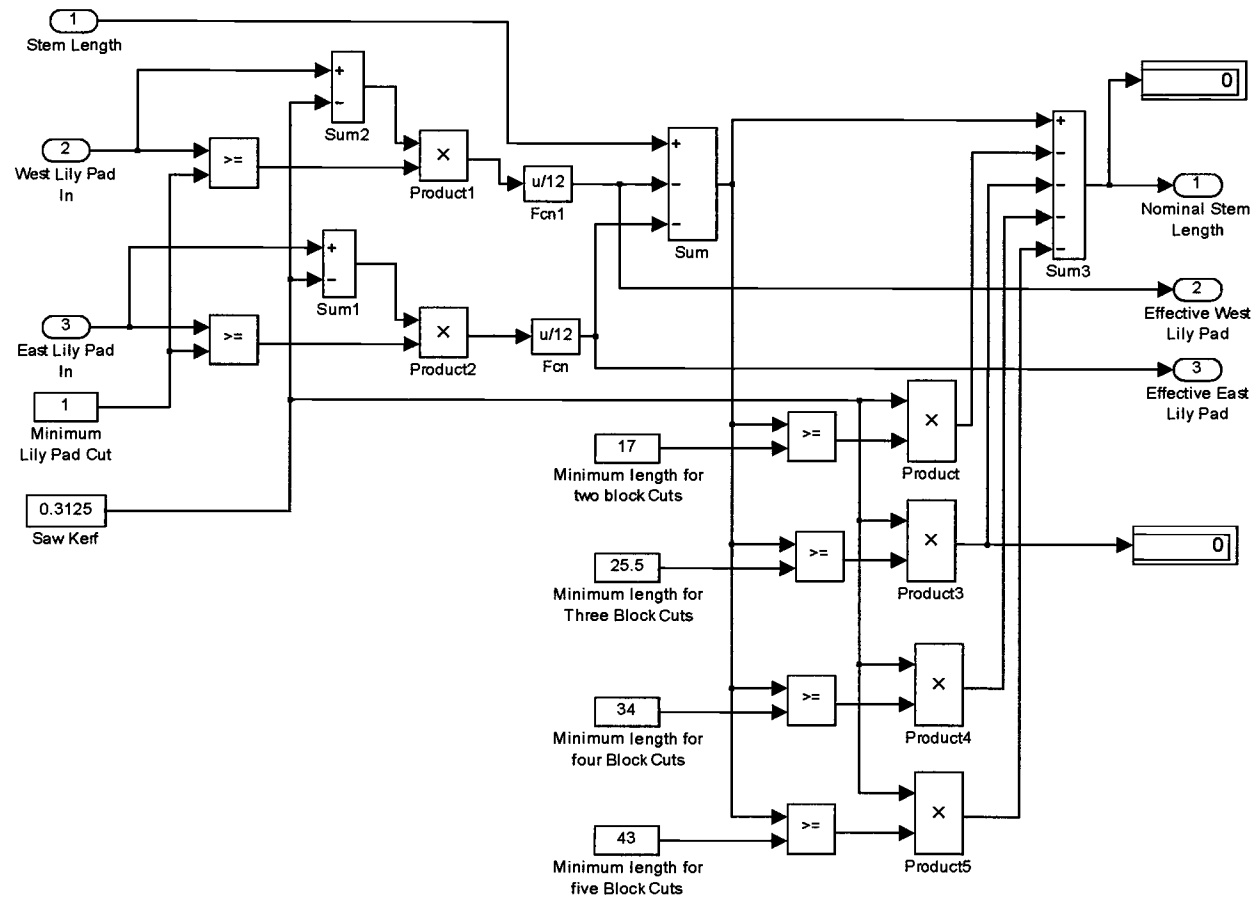 1
Stem Length
+
−
Sum2
0
2
West Lily Pad
In
>=
×
Product1
u/12
Fcn1
+
−
−
Sum
+
−
−
−
−
Sum3
1
Nominal Stem
Length
+
−
Sum1
2
Effective West
Lily Pad
3
East Lily Pad
In
>=
×
Product2
u/12
Fcn
3
Effective East
Lily Pad
1
Minimum
Lily Pad Cut
17
Minimum length for
two block Cuts
>=
×
Product
0.3125
Saw Kerf
25.5
Minimum length for
Three Block Cuts
>=
×
Product3
0
34
Minimum length for
four Block Cuts
>=
×
Product4
43
Minimum length for
five Block Cuts
>=
×
Product5